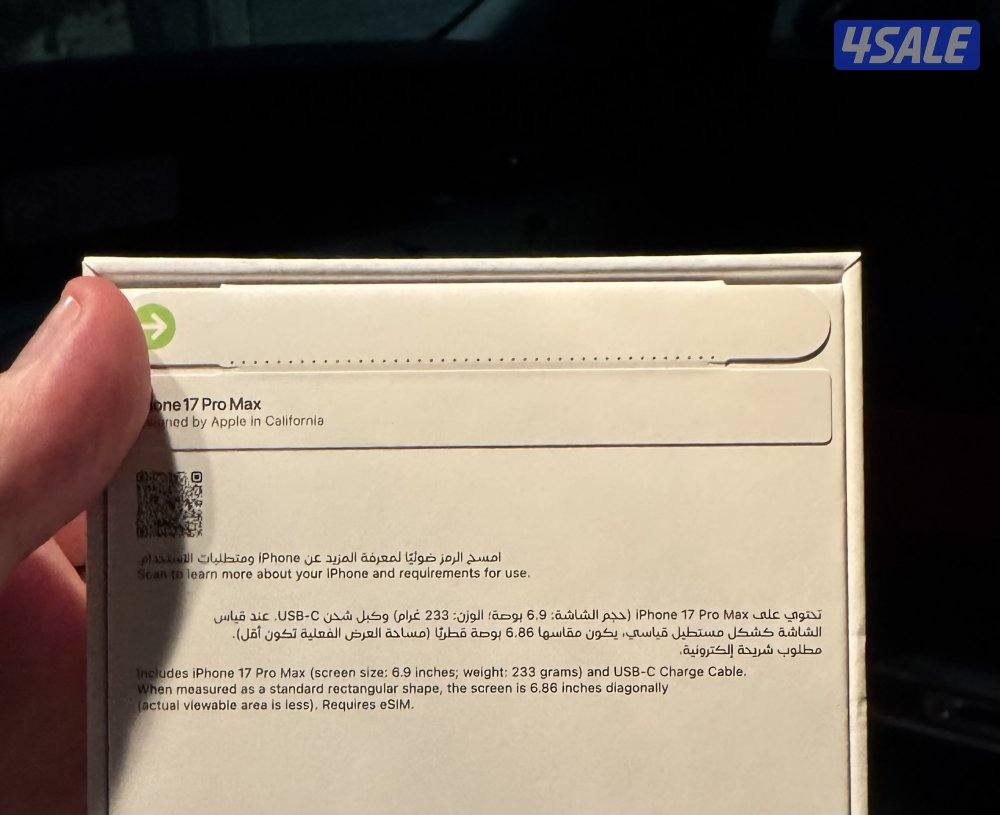 4SALE
one 17 Pro Max
ned by Apple in California
امسح الرمز ضوئيًا لمعرفة المزيد عن iPhone ومتطلبات الاستخدام.
Scan to learn more about your iPhone and requirements for use.
تحتوي على iPhone 17 Pro Max (حجم الشاشة: 6.9 بوصة؛ الوزن: 233 غرام) وكبل شحن USB-C. عند قياس
الشاشة كشكل مستطيل قياسي، يكون مقاسها 6.86 بوصة قطريًا (مساحة العرض الفعلية تكون أقل).
مطلوب شريحة إلكترونية.
Includes iPhone 17 Pro Max (screen size: 6.9 inches; weight: 233 grams) and USB-C Charge Cable.
When measured as a standard rectangular shape, the screen is 6.86 inches diagonally
(actual viewable area is less). Requires eSIM.